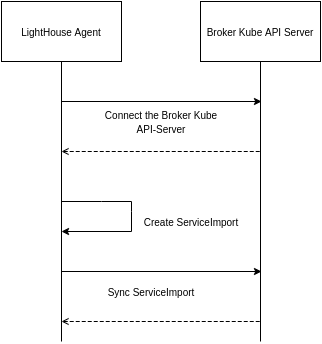 LightHouse Agent
Broker Kube API Server
Connect the Broker Kube
API-Server
Create ServiceImport
Sync ServiceImport